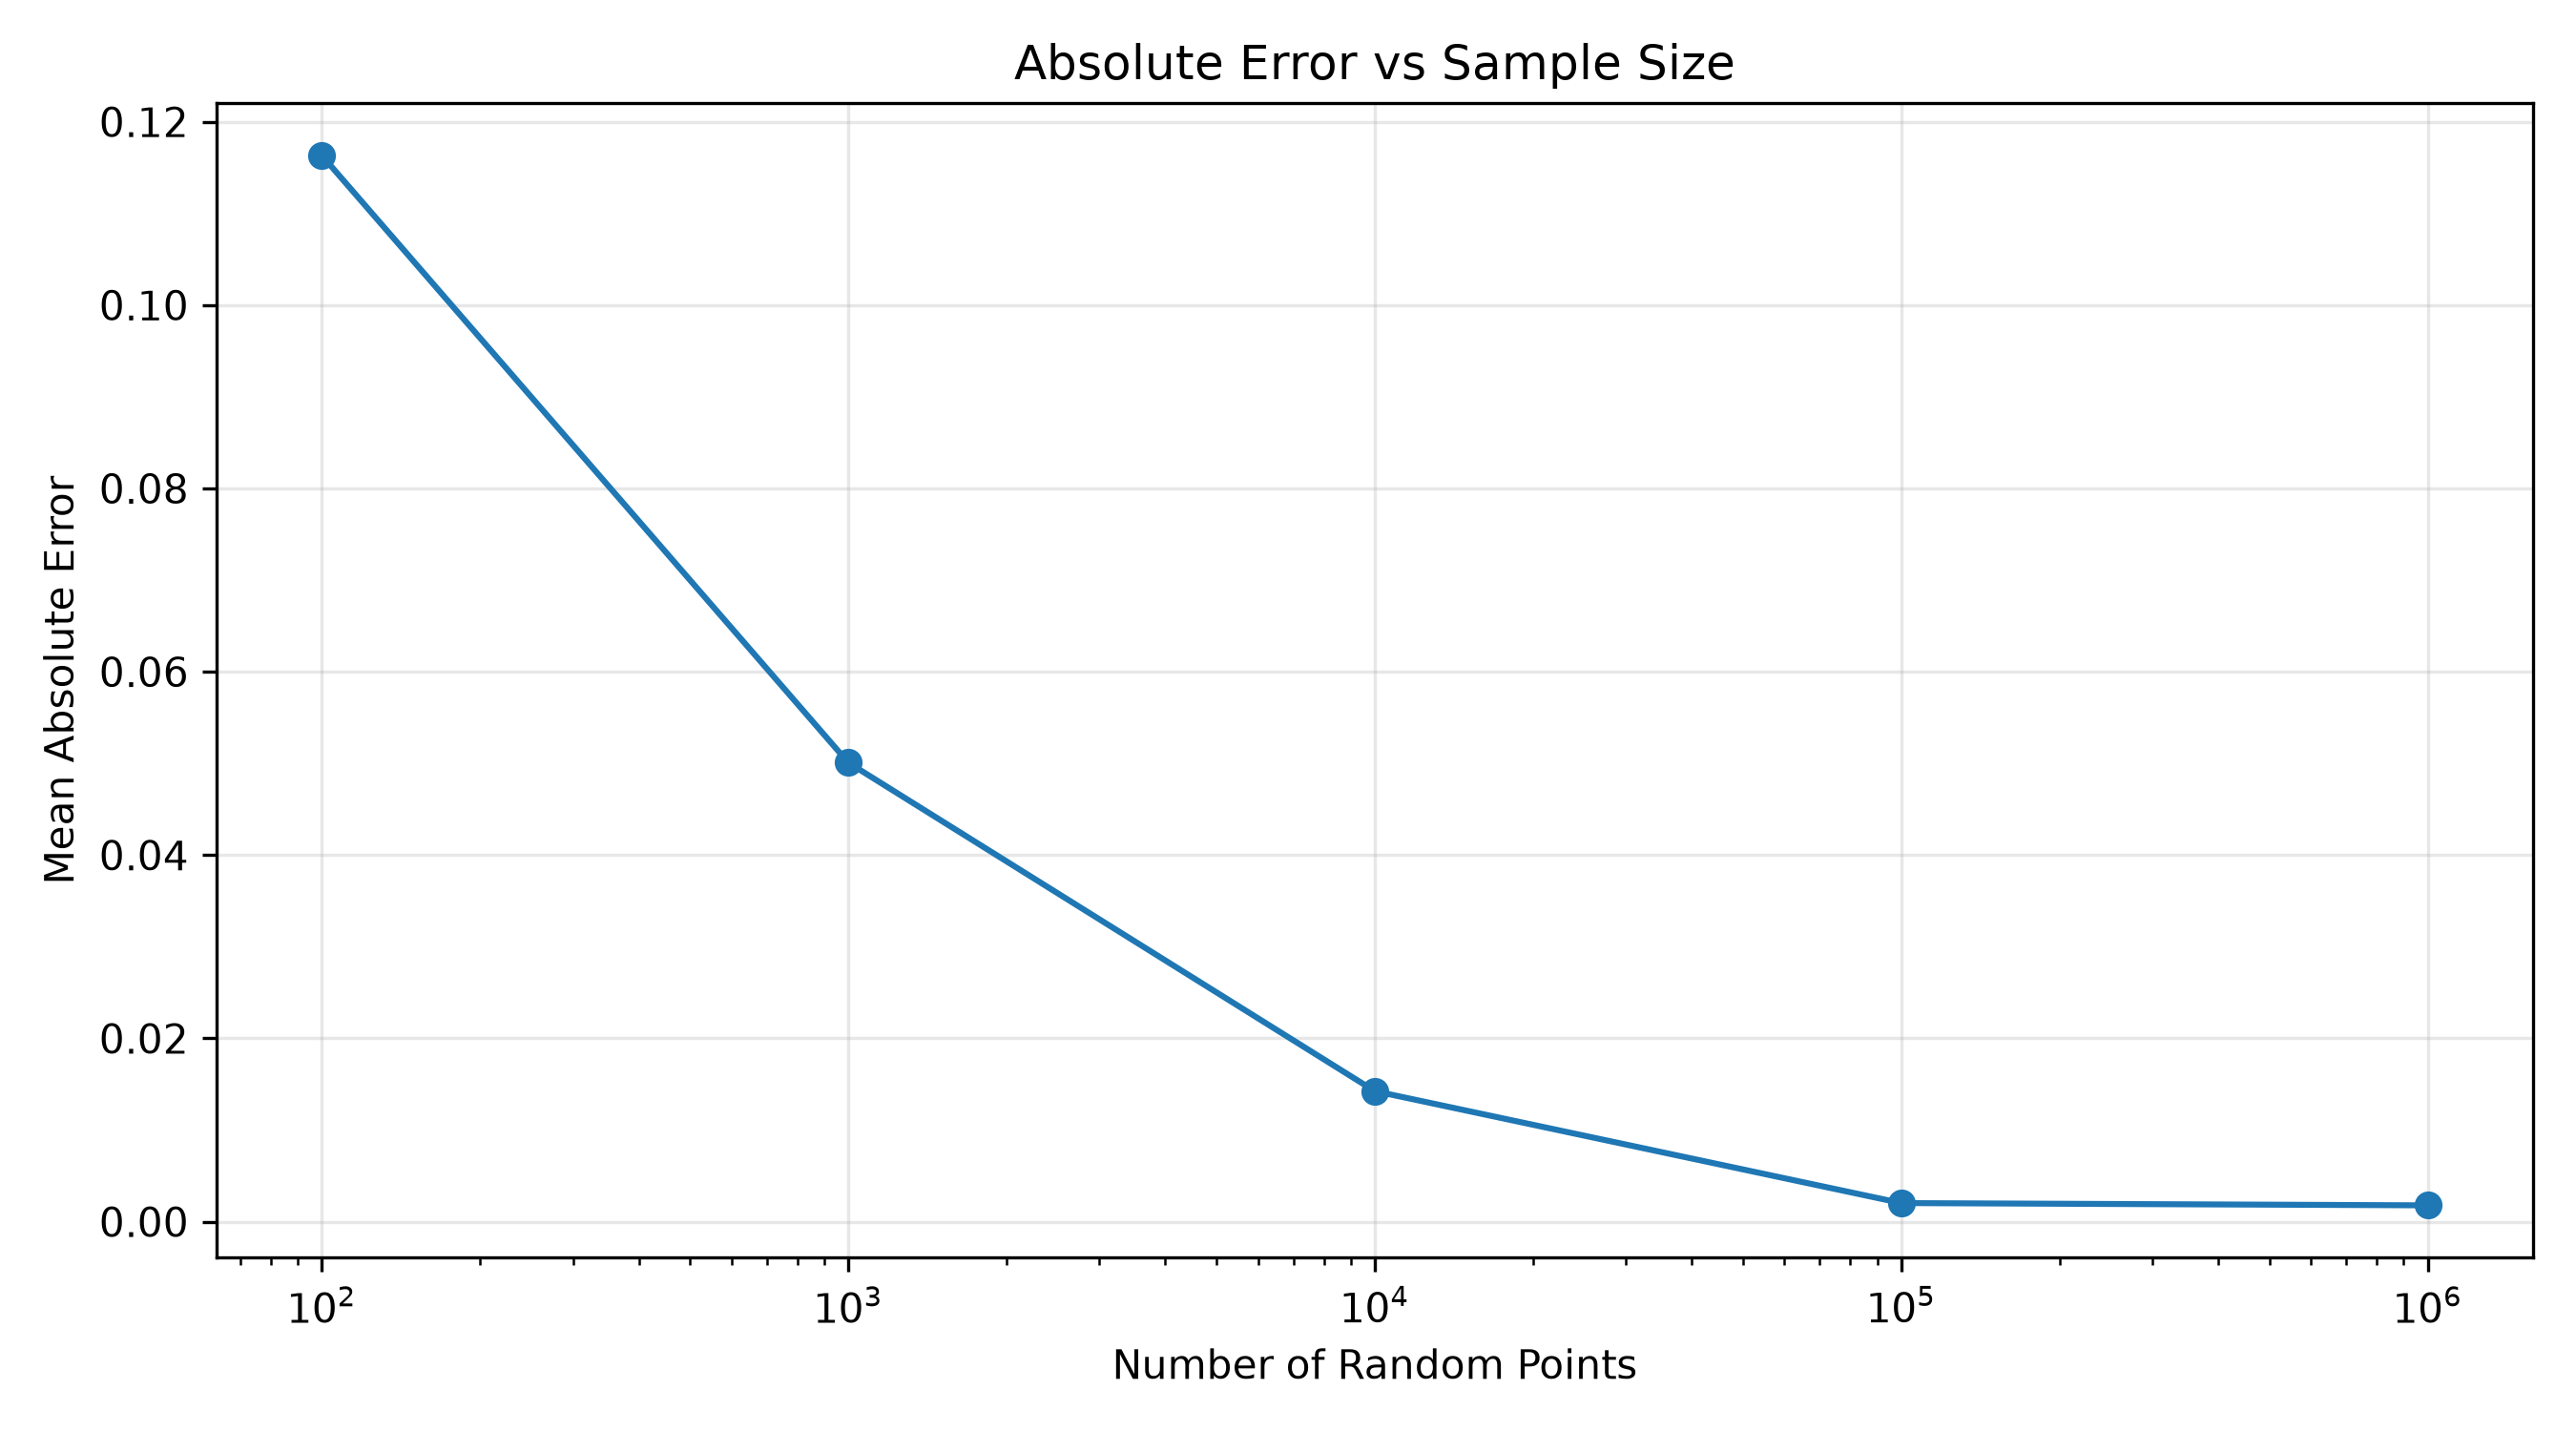 Absolute Error vs Sample Size
Mean Absolute Error
0.12
0.10
0.08
0.06
0.04
0.02
0.00
10² 10³ 10⁴ 10⁵ 10⁶
Number of Random Points